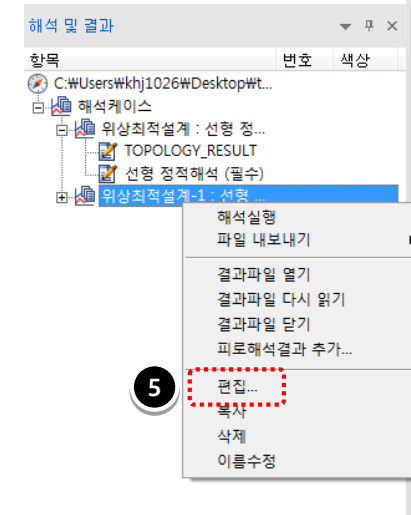 해석 및 결과
항목 번호 색상
C:₩Users₩khj1026₩Desktop₩t...
해석케이스
위상최적설계 : 선형 정...
TOPOLOGY_RESULT
선형 정적해석 (필수)
위상최적설계-1 : 선형 ...
해석실행
파일 내보내기
결과파일 열기
결과파일 다시 읽기
결과파일 닫기
피로해석결과 추가...
5 편집...
복사
삭제
이름수정